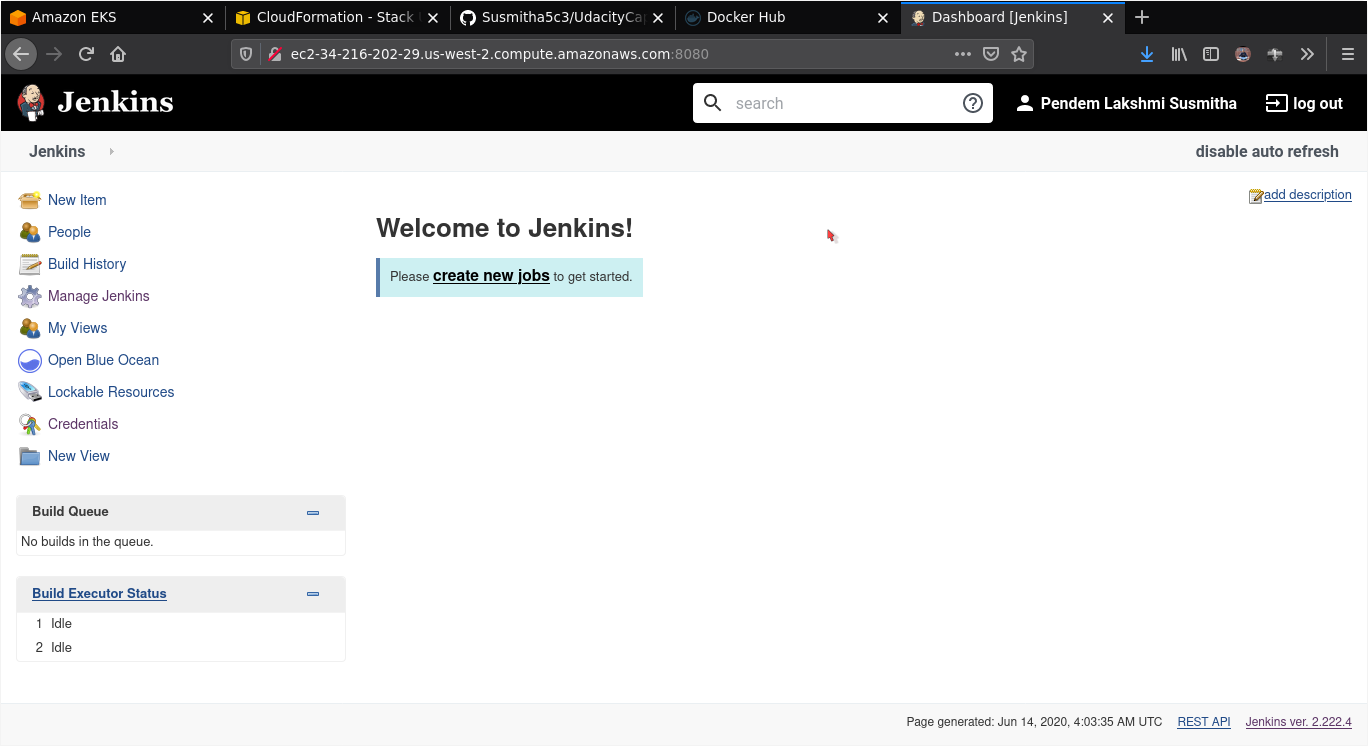 Amazon EKS
CloudFormation - Stack
Susmitha5c3/UdacityCa
Docker Hub
Dashboard [Jenkins]
ec2-34-216-202-29.us-west-2.compute.amazonaws.com:8080
Jenkins
search
Pendem Lakshmi Susmitha
log out
Jenkins
disable auto refresh
New Item
People
Build History
Manage Jenkins
My Views
Open Blue Ocean
Lockable Resources
Credentials
New View
add description
Welcome to Jenkins!
Please create new jobs to get started.
Build Queue
No builds in the queue.
Build Executor Status
1 Idle
2 Idle
Page generated: Jun 14, 2020, 4:03:35 AM UTC REST API Jenkins ver. 2.222.4